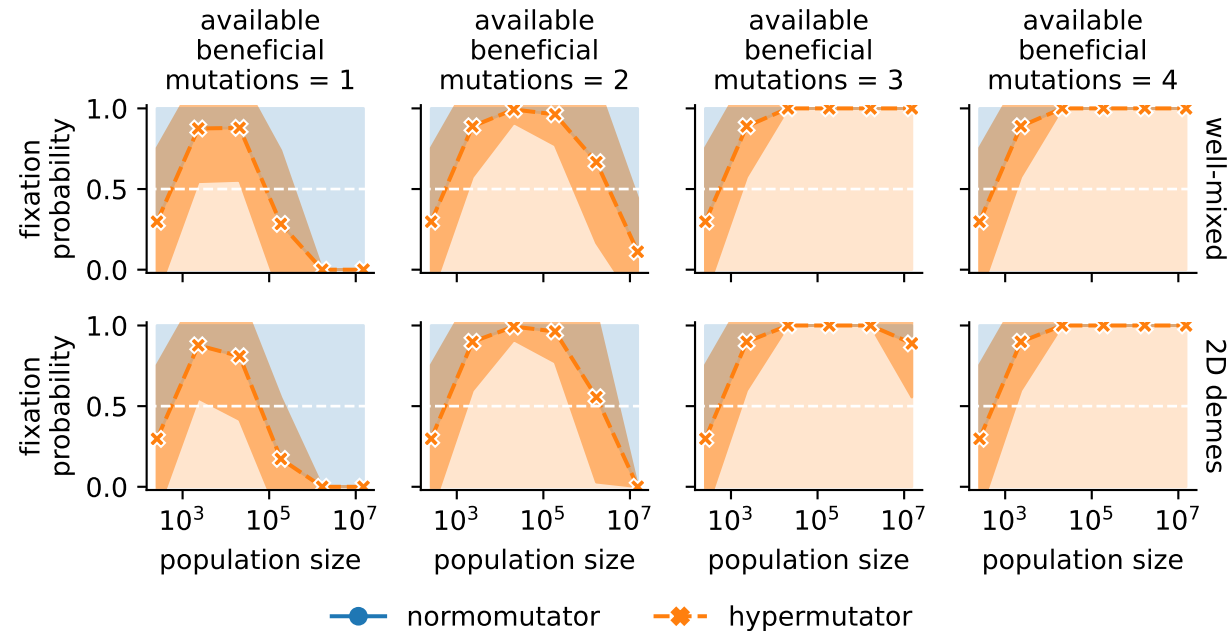 available
beneficial
mutations = 1
available
beneficial
mutations = 2
available
beneficial
mutations = 3
available
beneficial
mutations = 4
fixation
probability
1.0
0.5
0.0
well-mixed
fixation
probability
1.0
0.5
0.0
2D demes
10³ 10⁵ 10⁷
10³ 10⁵ 10⁷
10³ 10⁵ 10⁷
10³ 10⁵ 10⁷
population size
population size
population size
population size
normomutator
hypermutator